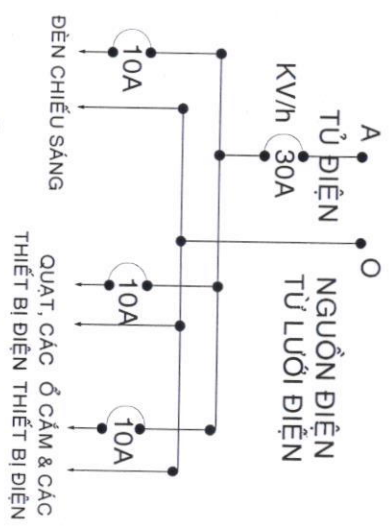 A
O
NGUỒN ĐIỆN
TỪ LƯỚI ĐIỆN
TỦ ĐIỆN
KV/h
30A
10A
10A
10A
ĐÈN CHIẾU SÁNG
QUẠT, CÁC
THIẾT BỊ ĐIỆN
Ổ CẮM & CÁC
THIẾT BỊ ĐIỆN